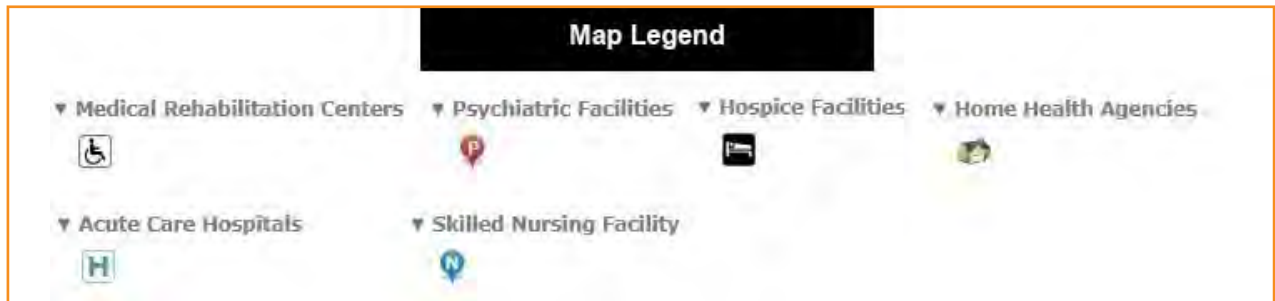 Map Legend
▼ Medical Rehabilitation Centers ▼ Psychiatric Facilities ▼ Hospice Facilities ▼ Home Health Agencies
P
▼ Acute Care Hospitals ▼ Skilled Nursing Facility
H N